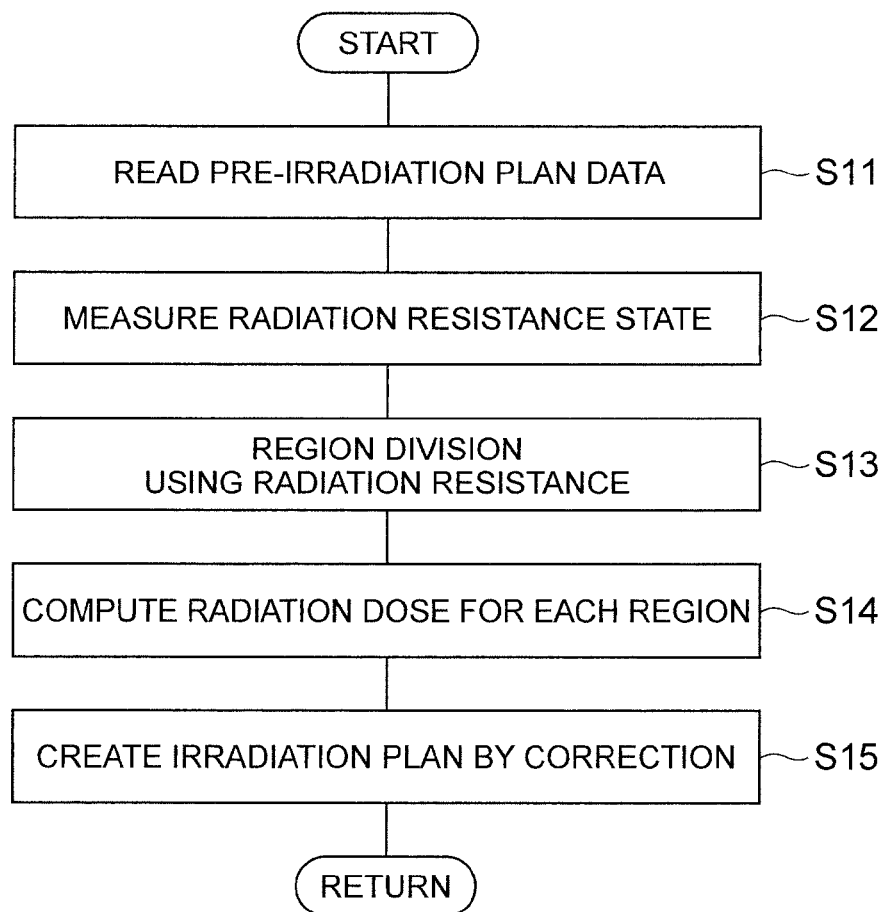 START
READ PRE-IRRADIATION PLAN DATA
S11
MEASURE RADIATION RESISTANCE STATE
S12
REGION DIVISION
USING RADIATION RESISTANCE
S13
COMPUTE RADIATION DOSE FOR EACH REGION
S14
CREATE IRRADIATION PLAN BY CORRECTION
S15
RETURN